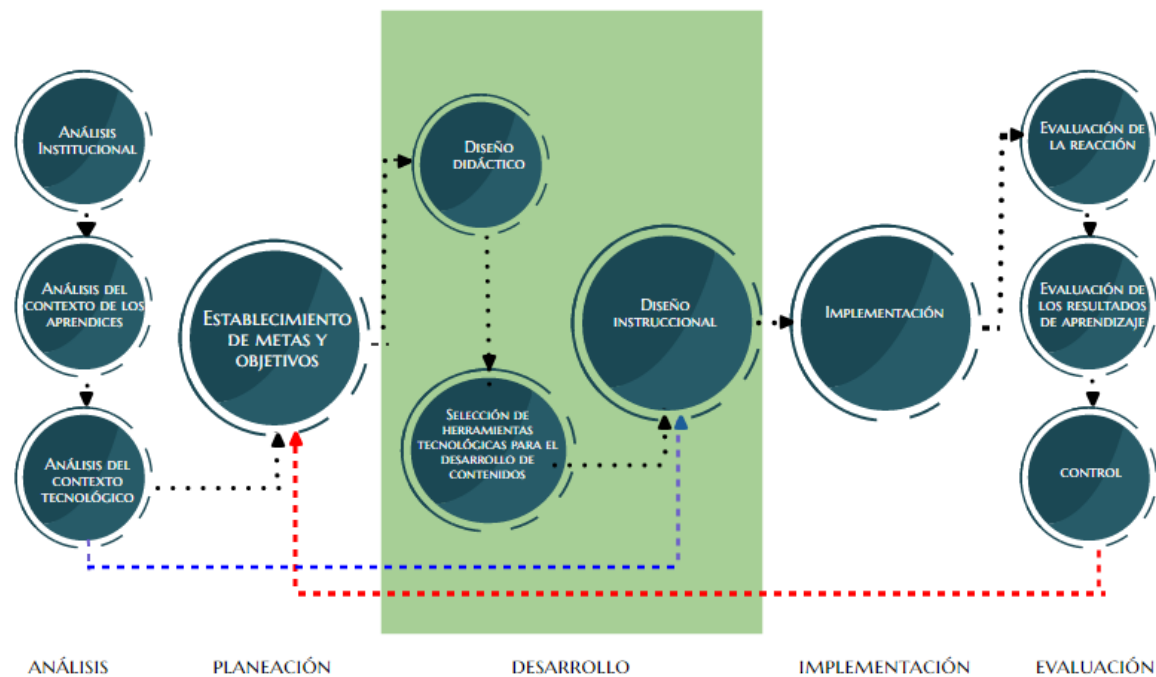 Análisis
Institucional
Análisis del
contexto de los
aprendices
Análisis del
contexto
tecnológico
Establecimiento
de metas y
objetivos
Diseño
didáctico
Selección de
herramientas
tecnológicas para el
desarrollo de
contenidos
Diseño
instruccional
Implementación
Evaluación de
la reacción
Evaluación de
los resultados
de aprendizaje
control
ANÁLISIS
PLANEACIÓN
DESARROLLO
IMPLEMENTACIÓN
EVALUACIÓN